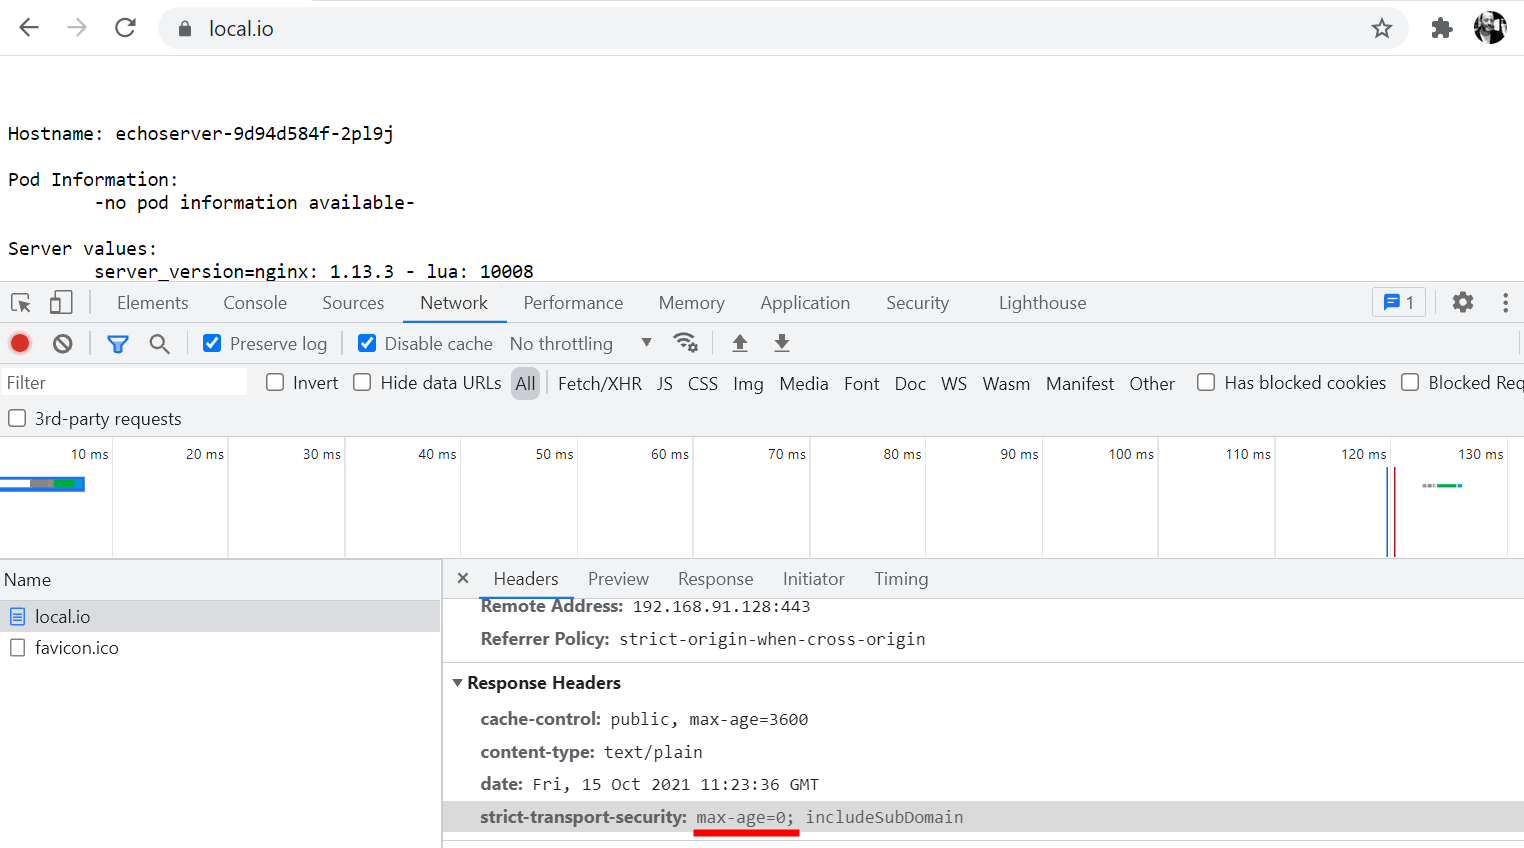 local.io
Hostname: echoserver-9d94d584f-2pl9j
Pod Information:
-no pod information available-
Server values:
server_version=nginx: 1.13.3 - lua: 10008
Elements Console Sources Network Performance Memory Application Security Lighthouse 1
Preserve log Disable cache No throttling
Filter Invert Hide data URLs All Fetch/XHR JS CSS Img Media Font Doc WS Wasm Manifest Other Has blocked cookies Blocked Req
3rd-party requests
10 ms 20 ms 30 ms 40 ms 50 ms 60 ms 70 ms 80 ms 90 ms 100 ms 110 ms 120 ms 130 ms
Name
local.io
favicon.ico
× Headers Preview Response Initiator Timing
Remote Address: 192.168.91.128:443
Referrer Policy: strict-origin-when-cross-origin
Response Headers
cache-control: public, max-age=3600
content-type: text/plain
date: Fri, 15 Oct 2021 11:23:36 GMT
strict-transport-security: max-age=0; includeSubDomain